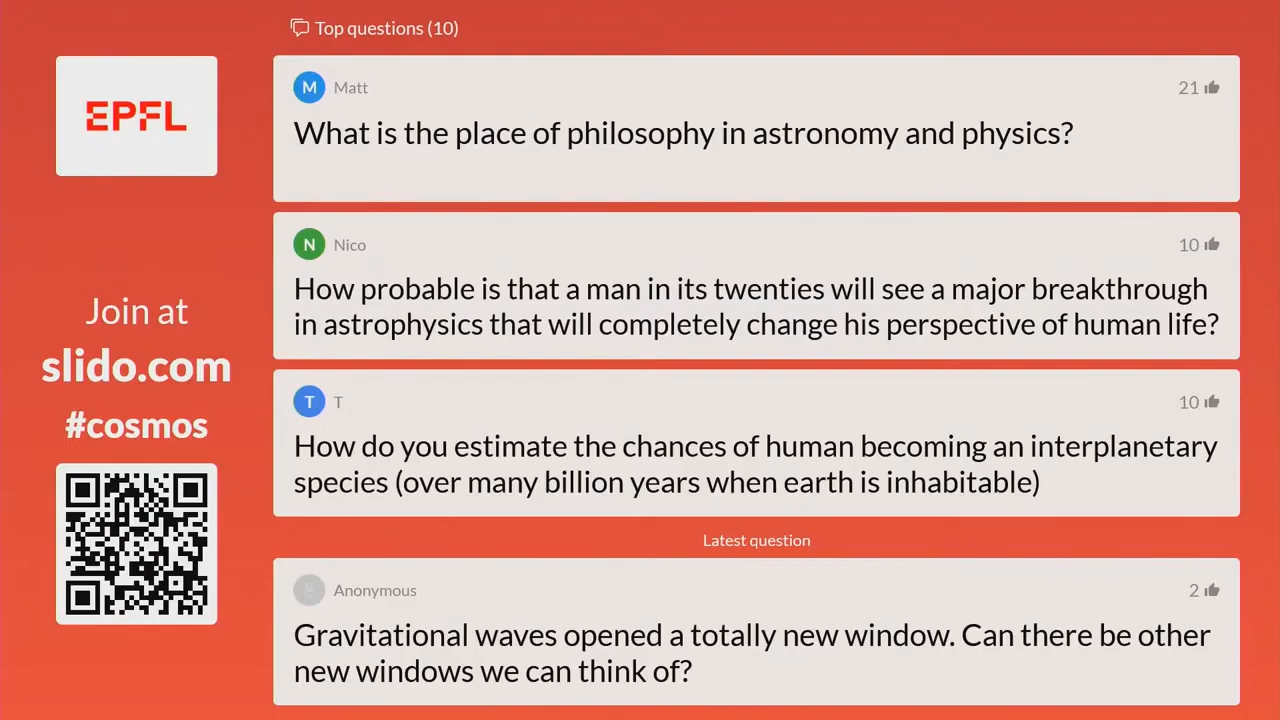 Top questions (10)
EPFL
Join at
slido.com
#cosmos
M Matt 21
What is the place of philosophy in astronomy and physics?
N Nico 10
How probable is that a man in its twenties will see a major breakthrough
in astrophysics that will completely change his perspective of human life?
T T 10
How do you estimate the chances of human becoming an interplanetary
species (over many billion years when earth is inhabitable)
Latest question
Anonymous 2
Gravitational waves opened a totally new window. Can there be other
new windows we can think of?